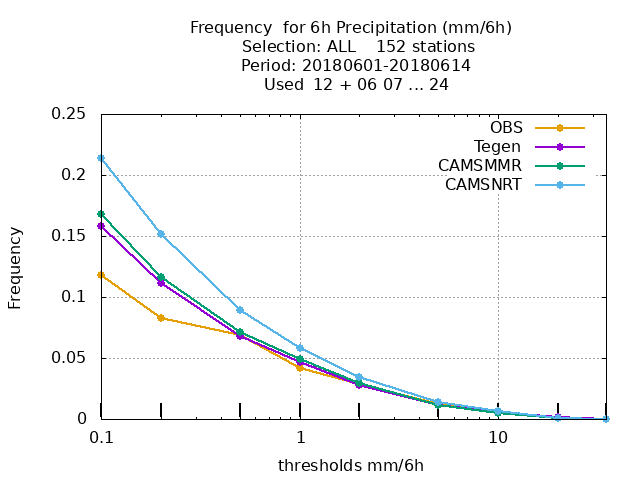 Frequency  for 6h Precipitation (mm/6h)
Selection: ALL    152 stations
Period: 20180601-20180614
Used  12 + 06 07 ... 24
0.25
OBS
Tegen
CAMSMMR
CAMSNRT
0.2
0.15
Frequency
0.1
0.05
0
0.1 1 10
thresholds mm/6h